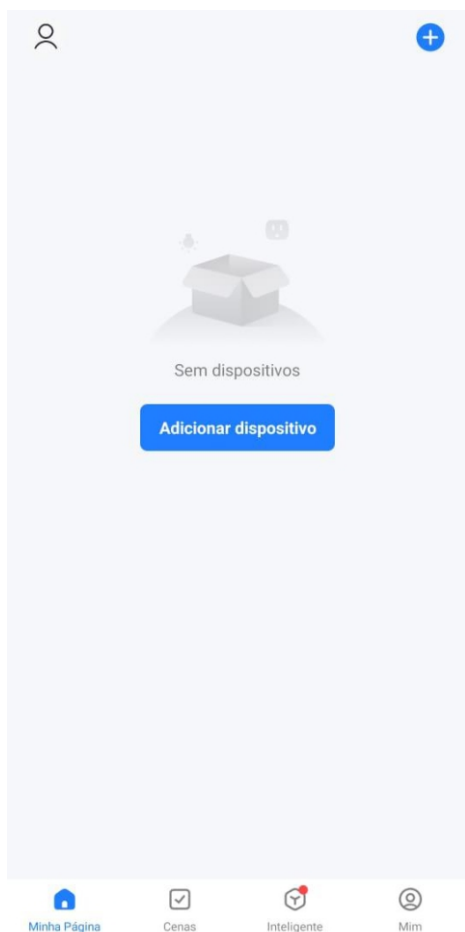 Sem dispositivos
Adicionar dispositivo
Minha Página
Cenas
Inteligente
Mim